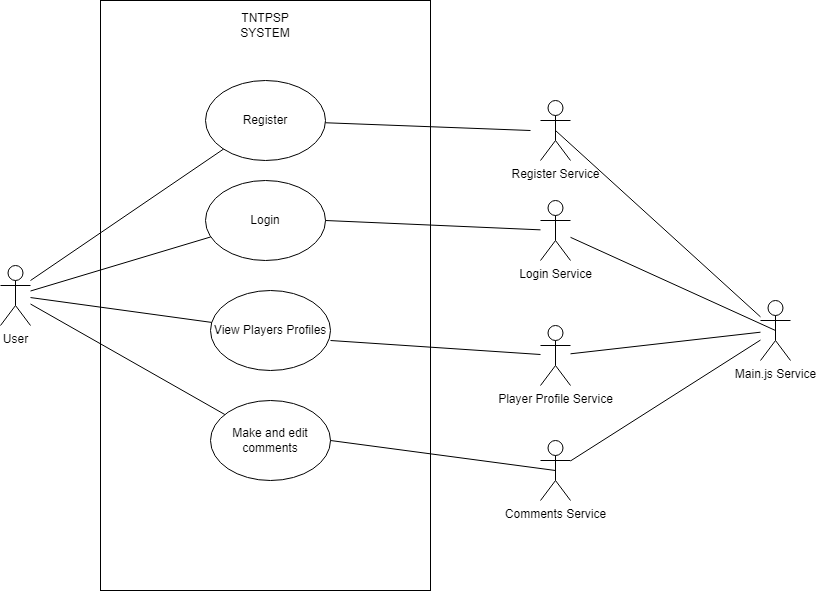 TNTPSP
SYSTEM
Register
Register Service
Login
Login Service
User
View Players Profiles
Main.js Service
Player Profile Service
Make and edit
comments
Comments Service